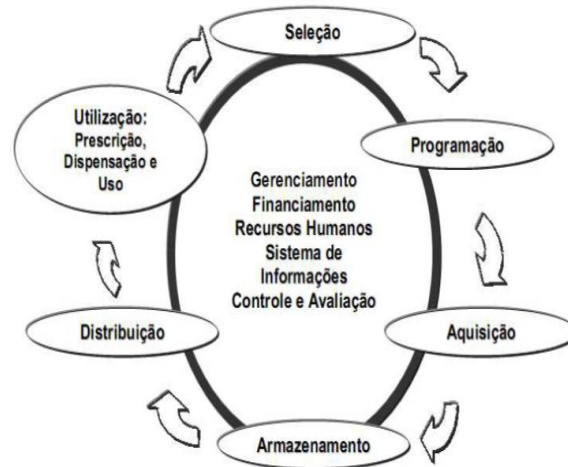 Seleção
Utilização:
Prescrição,
Dispensação e
Uso
Programação
Gerenciamento
Financiamento
Recursos Humanos
Sistema de
Informações
Controle e Avaliação
Distribuição
Aquisição
Armazenamento